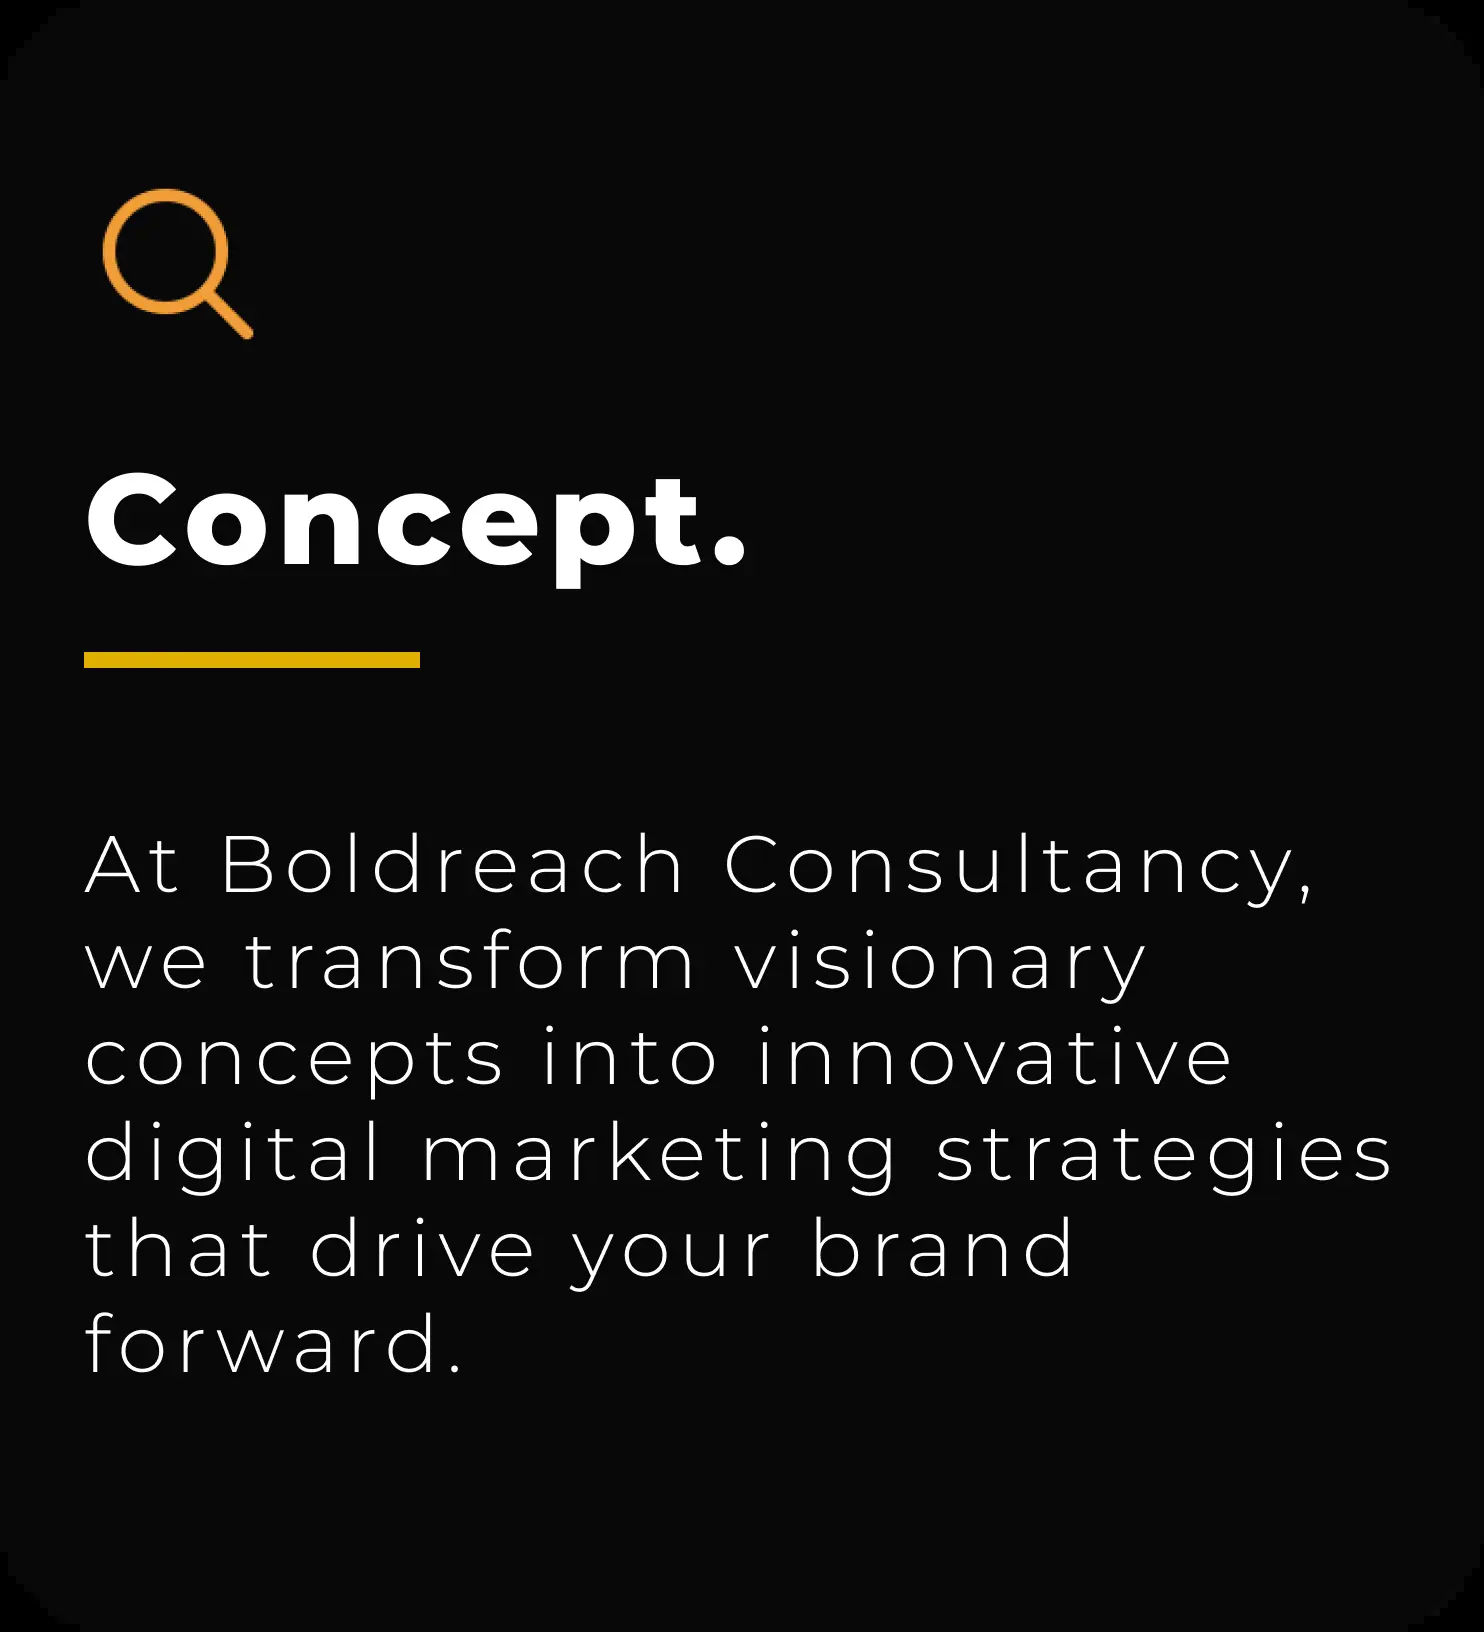 Concept.
At Boldreach Consultancy,
we transform visionary
concepts into innovative
digital marketing strategies
that drive your brand
forward.